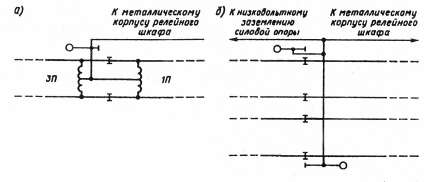 а)
К металлическому
корпусу релейного
шкафа
3П
1П
б)
К низковольтному
заземлению
силовой опоры
К металлическому
корпусу релейного
шкафа